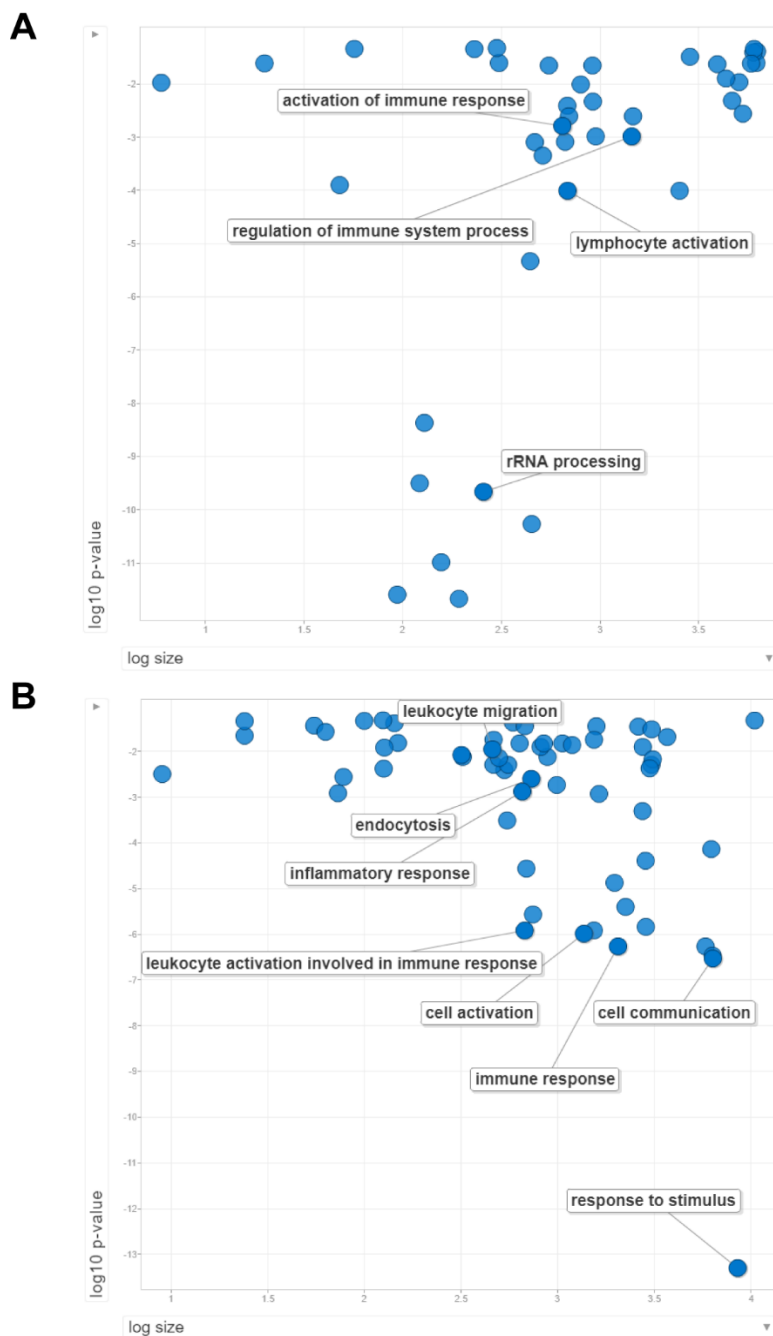 A
▸
-2
activation of immune response
-3
-4
regulation of immune system process
lymphocyte activation
-5
-6
-7
-8
rRNA processing
-9
-10
-11
log10 p-value
1
1.5
2
2.5
3
3.5
log size ▾
B
▸
leukocyte migration
-2
-3
endocytosis
-4
inflammatory response
-5
-6
leukocyte activation involved in immune response
-7
cell activation
cell communication
-8
-9
immune response
-10
-11
-12
response to stimulus
-13
log10 p-value
1
1.5
2
2.5
3
3.5
4
log size ▾